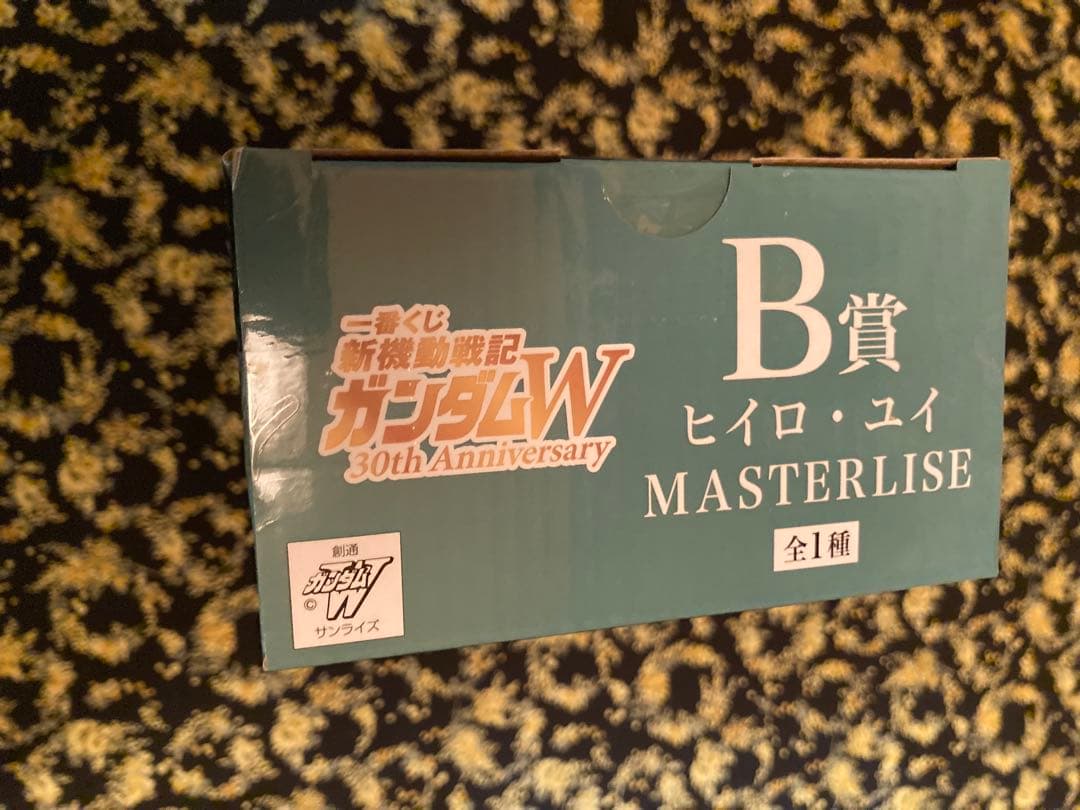 一番くじ
新機動戦記
ガンダムW
30th Anniversary
B賞
ヒイロ・ユイ
MASTERLISE
全1種
創通
ガンダムW
©
サンライズ